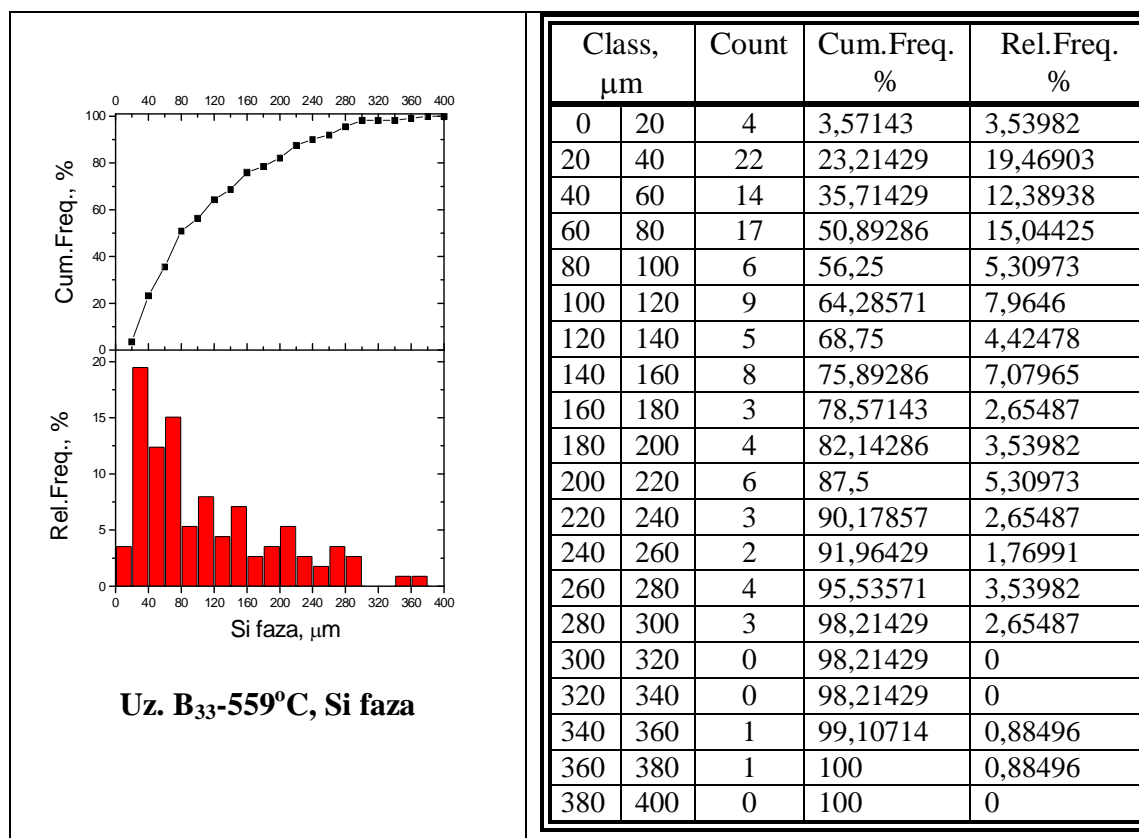 0 40 80 120 160 200 240 280 320 360 400
100
80
60
40
20
0
Cum.Freq., %
20
15
10
5
0
Rel.Freq., %
0 40 80 120 160 200 240 280 320 360 400
Si faza, μm
Uz. B₃₃-559°C, Si faza
Class, μm Count Cum.Freq. % Rel.Freq. %
0 20 4 3,57143 3,53982
20 40 22 23,21429 19,46903
40 60 14 35,71429 12,38938
60 80 17 50,89286 15,04425
80 100 6 56,25 5,30973
100 120 9 64,28571 7,9646
120 140 5 68,75 4,42478
140 160 8 75,89286 7,07965
160 180 3 78,57143 2,65487
180 200 4 82,14286 3,53982
200 220 6 87,5 5,30973
220 240 3 90,17857 2,65487
240 260 2 91,96429 1,76991
260 280 4 95,53571 3,53982
280 300 3 98,21429 2,65487
300 320 0 98,21429 0
320 340 0 98,21429 0
340 360 1 99,10714 0,88496
360 380 1 100 0,88496
380 400 0 100 0